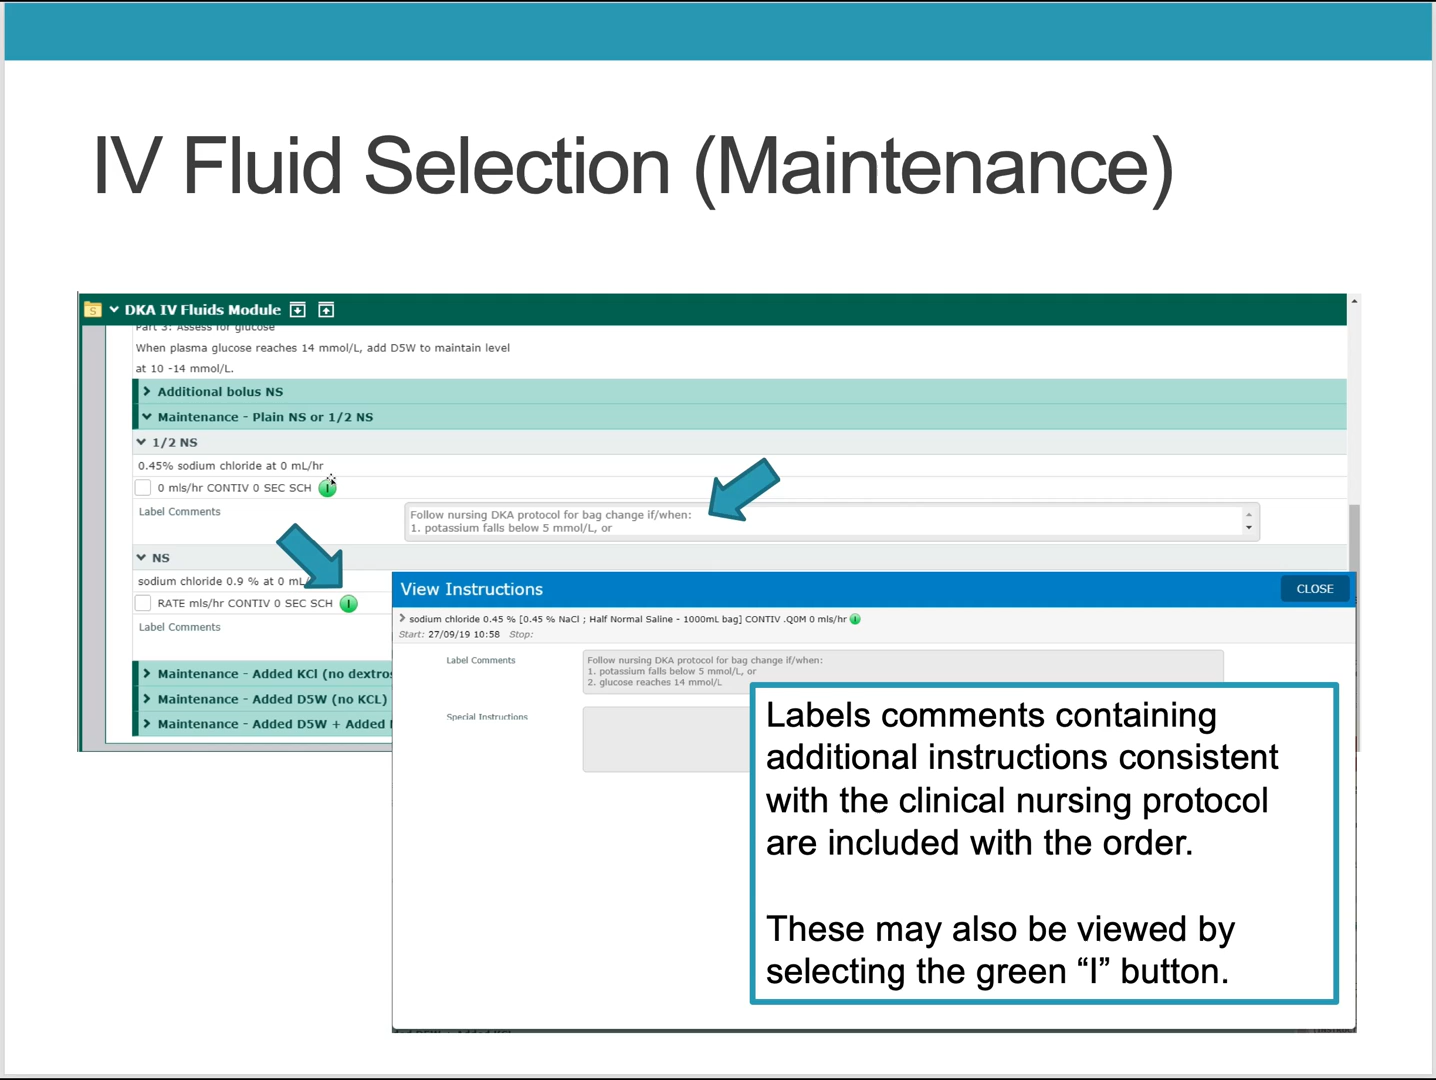 IV Fluid Selection (Maintenance)
S
DKA IV Fluids Module
Part 3: Assess for glucose
When plasma glucose reaches 14 mmol/L, add D5W to maintain level
at 10 -14 mmol/L.
Additional bolus NS
Maintenance - Plain NS or 1/2 NS
1/2 NS
0.45% sodium chloride at 0 mL/hr
0 mls/hr CONTIV 0 SEC SCH I
Label Comments
Follow nursing DKA protocol for bag change if/when:
1. potassium falls below 5 mmol/L, or
NS
sodium chloride 0.9 % at 0 mL/
RATE mls/hr CONTIV 0 SEC SCH I
Label Comments
Maintenance - Added KCl (no dextros
Maintenance - Added D5W (no KCL)
Maintenance - Added D5W + Added
View Instructions
CLOSE
sodium chloride 0.45 % [0.45 % NaCl ; Half Normal Saline - 1000mL bag] CONTIV .Q0M 0 mls/hr I
Start: 27/09/19 10:58 Stop:
Label Comments
Follow nursing DKA protocol for bag change if/when:
1. potassium falls below 5 mmol/L, or
2. glucose reaches 14 mmol/L
Special Instructions
Labels comments containing
additional instructions consistent
with the clinical nursing protocol
are included with the order.
These may also be viewed by
selecting the green “I” button.